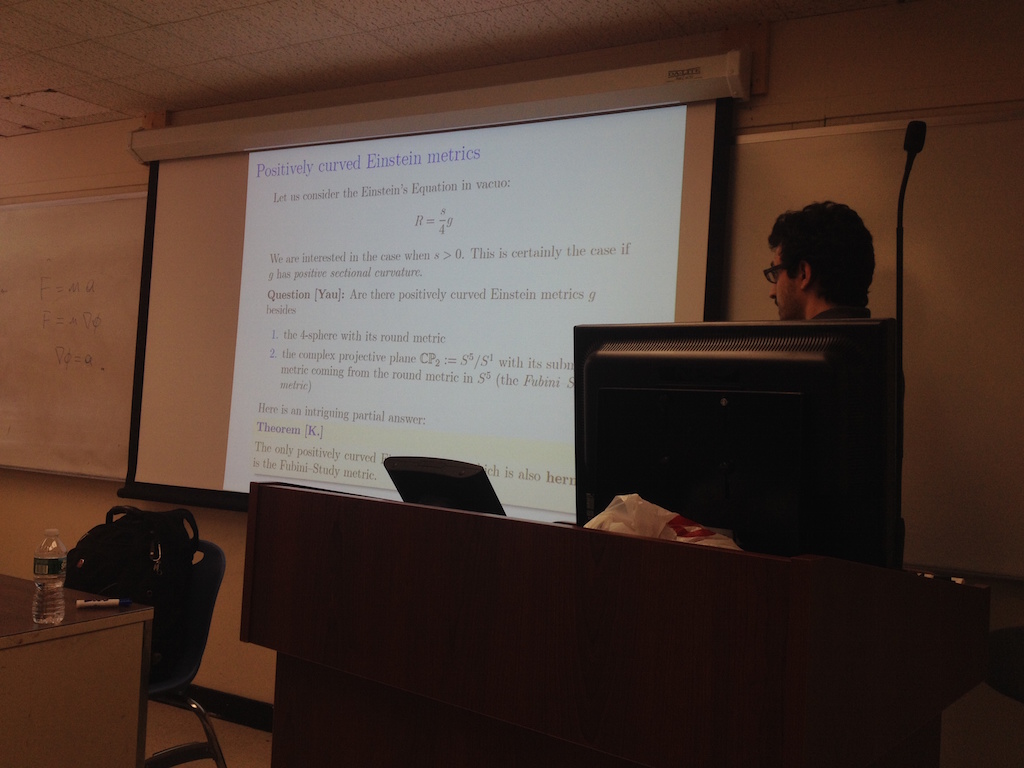 Positively curved Einstein metrics
Let us consider the Einstein's Equation in vacuo:
R = s/4 g
We are interested in the case when s > 0. This is certainly the case if
g has positive sectional curvature.
Question [Yau]: Are there positively curved Einstein metrics g
besides
1. the 4-sphere with its round metric
2. the complex projective plane ℂℙ₂ := S⁵/S¹ with its
metric coming from the round metric in S⁵ (the Fubini
metric)
Here is an intriguing partial answer:
Theorem [K.]
The only positively curved is also
is the Fubini–Study metric.
F = m a
∇φ = a